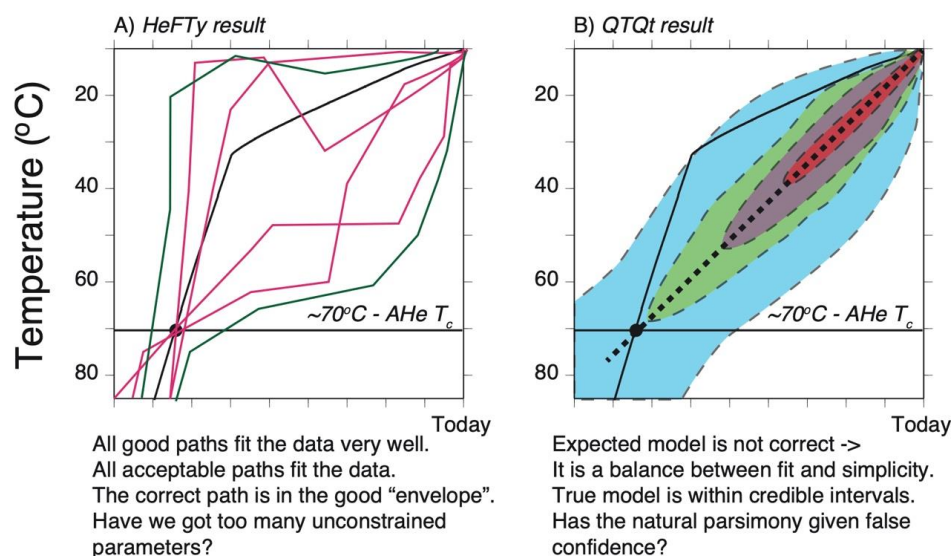 A) HeFTy result
B) QTQt result
Temperature (ºC)
20
40
60
80
~70ºC - AHe Tc
Today
20
40
60
80
~70ºC - AHe Tc
Today
All good paths fit the data very well.
All acceptable paths fit the data.
The correct path is in the good “envelope”.
Have we got too many unconstrained
parameters?
Expected model is not correct ->
It is a balance between fit and simplicity.
True model is within credible intervals.
Has the natural parsimony given false
confidence?